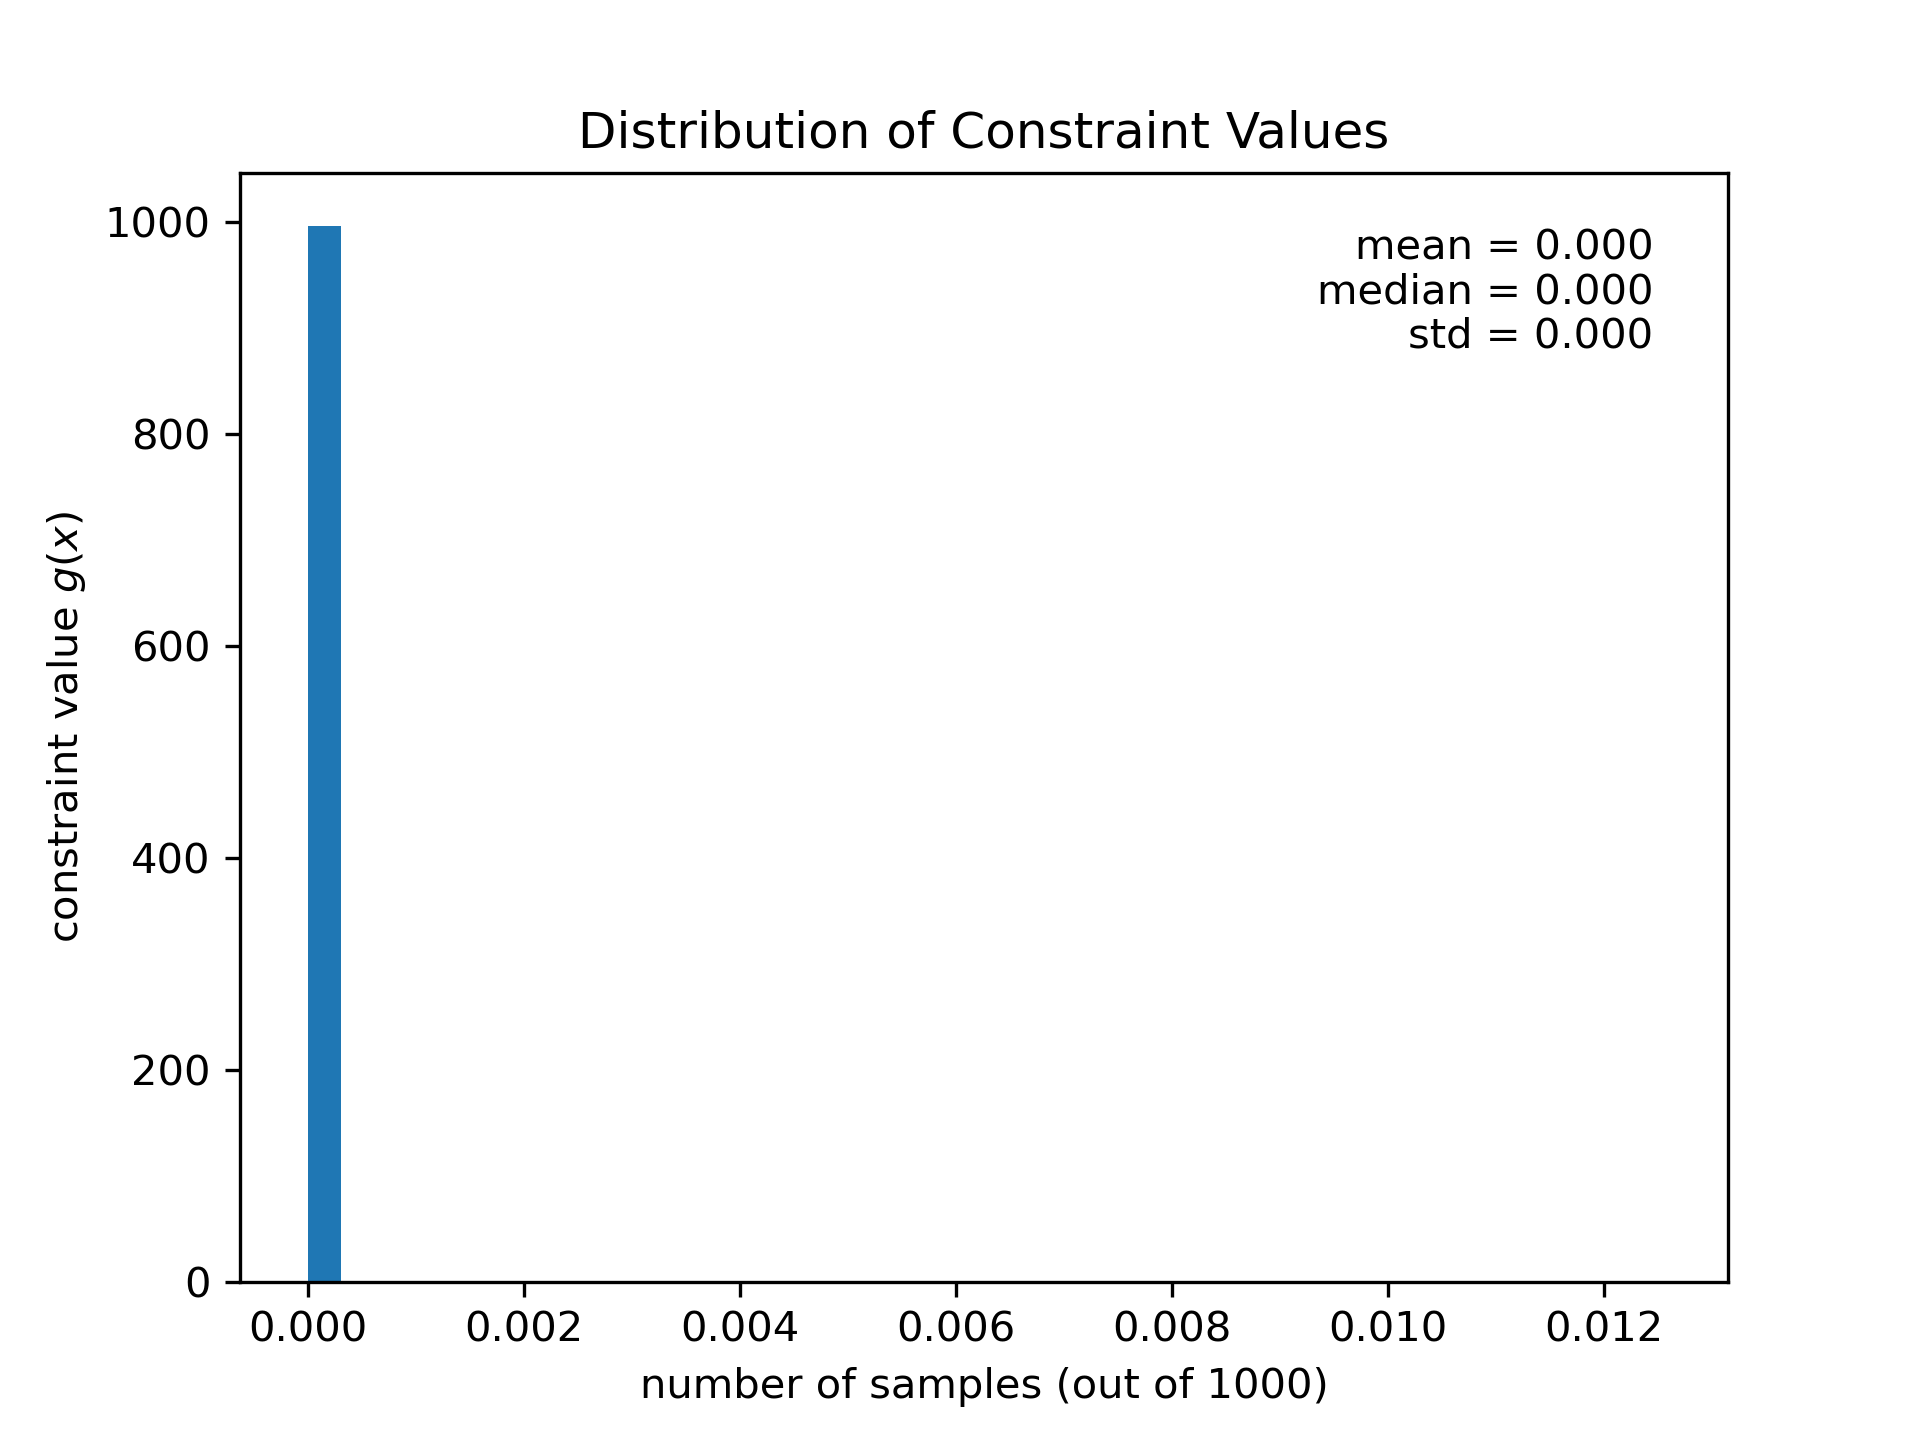 Distribution of Constraint Values
mean = 0.000
median = 0.000
std = 0.000
constraint value g(x)
1000
800
600
400
200
0
0.000 0.002 0.004 0.006 0.008 0.010 0.012
number of samples (out of 1000)